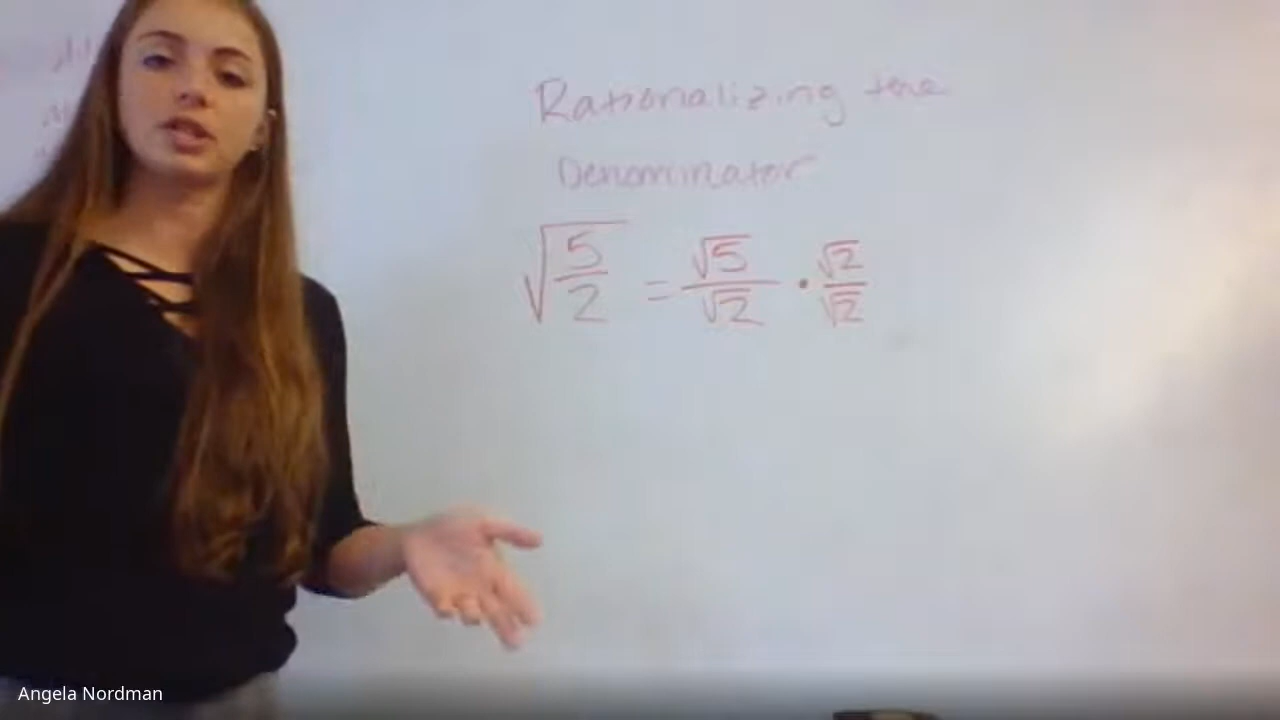 Rationalizing the
Denominator
√(5/2) = √5/√2 · √2/√2
Angela Nordman